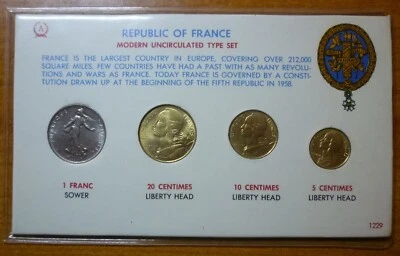 REPUBLIC OF FRANCE
MODERN UNCIRCULATED TYPE SET
FRANCE IS THE LARGEST COUNTRY IN EUROPE, COVERING OVER 212,000
SQUARE MILES, FEW COUNTRIES HAVE HAD A PAST WITH AS MANY REVOL-
UTIONS AND WARS AS FRANCE. TODAY FRANCE IS GOVERNED BY A CONSTI-
TUTION DRAWN UP AT THE BEGINNING OF THE FIFTH REPUBLIC IN 1958.
1 FRANC
SOWER
20 CENTIMES
LIBERTY HEAD
10 CENTIMES
LIBERTY HEAD
5 CENTIMES
LIBERTY HEAD
1229